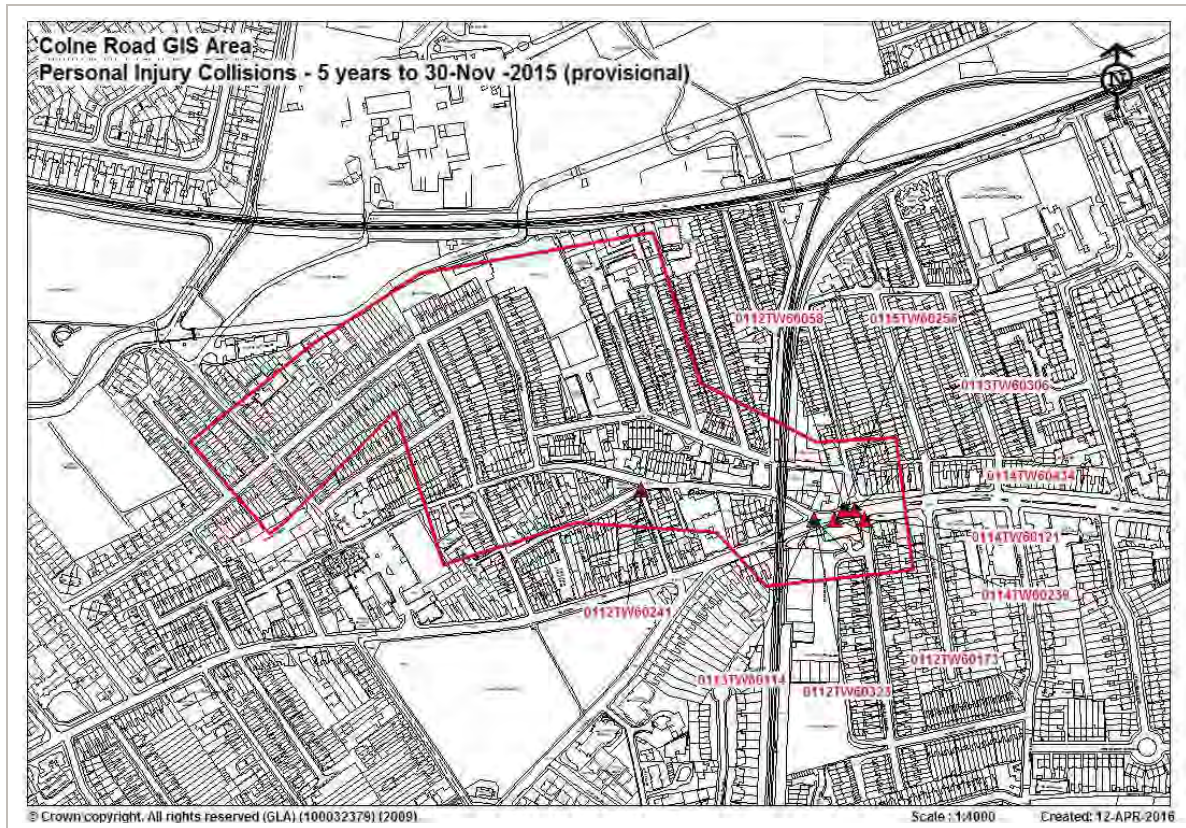 Colne Road GIS Area
Personal Injury Collisions - 5 years to 30-Nov -2015 (provisional)
N
0112TW60058
0115TW60256
0113TW60306
0114TW60434
0114TW60121
0114TW60239
0112TW60241
0112TW60173
0113TW60114
0112TW60323
© Crown copyright. All rights reserved (GLA) (100032379) (2009)
Scale : 1:4000
Created: 12-APR-2016